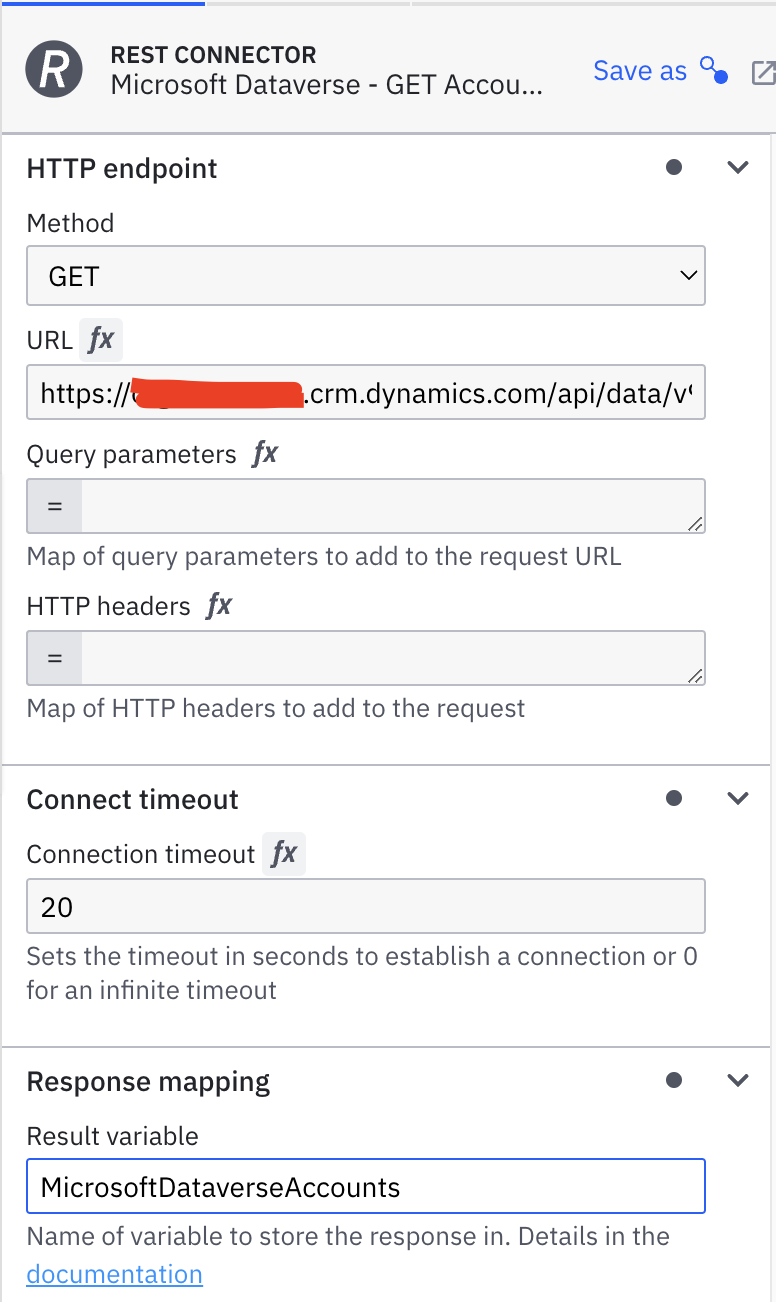 R REST CONNECTOR
Microsoft Dataverse - GET Accou...
Save as
HTTP endpoint
Method
GET
URL fx
https:// .crm.dynamics.com/api/data/v
Query parameters fx
=
Map of query parameters to add to the request URL
HTTP headers fx
=
Map of HTTP headers to add to the request
Connect timeout
Connection timeout fx
20
Sets the timeout in seconds to establish a connection or 0
for an infinite timeout
Response mapping
Result variable
MicrosoftDataverseAccounts
Name of variable to store the response in. Details in the
documentation